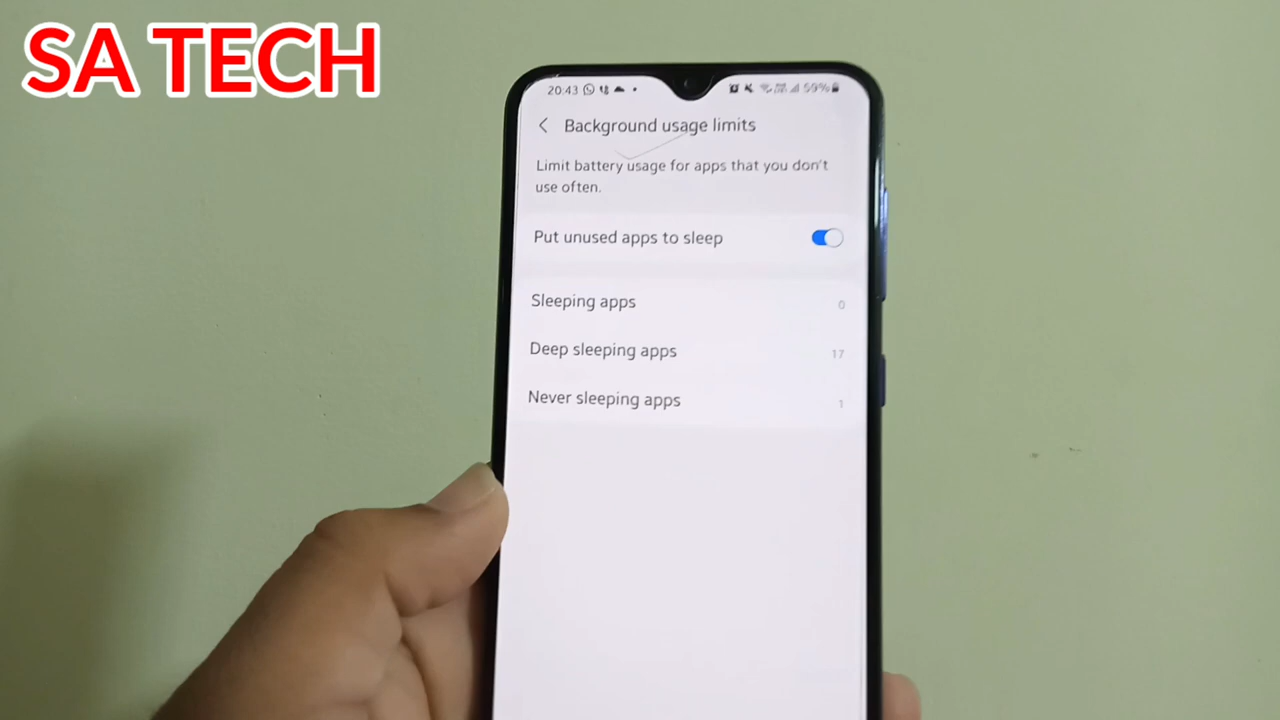 SA TECH
20:43 59%
Background usage limits
Limit battery usage for apps that you don't
use often.
Put unused apps to sleep
Sleeping apps 0
Deep sleeping apps 17
Never sleeping apps 1